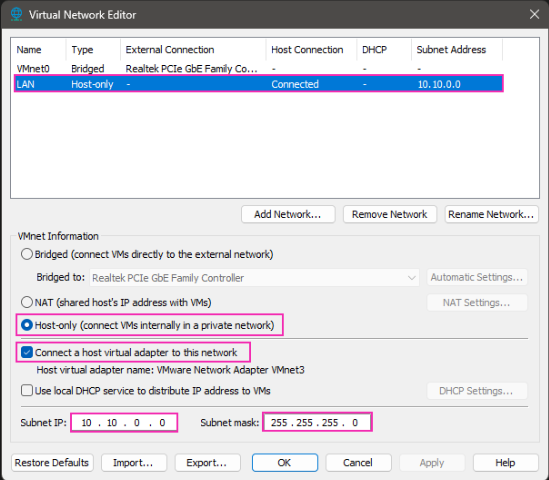 Virtual Network Editor
Name Type External Connection Host Connection DHCP Subnet Address
VMnet0 Bridged Realtek PCIe GbE Family Co... - - -
LAN Host-only - Connected - 10.10.0.0
Add Network... Remove Network Rename Network...
VMnet Information
Bridged (connect VMs directly to the external network)
Bridged to: Realtek PCIe GbE Family Controller Automatic Settings...
NAT (shared host's IP address with VMs) NAT Settings...
Host-only (connect VMs internally in a private network)
Connect a host virtual adapter to this network
Host virtual adapter name: VMware Network Adapter VMnet3
Use local DHCP service to distribute IP address to VMs DHCP Settings...
Subnet IP: 10 . 10 . 0 . 0 Subnet mask: 255 . 255 . 255 . 0
Restore Defaults Import... Export... OK Cancel Apply Help